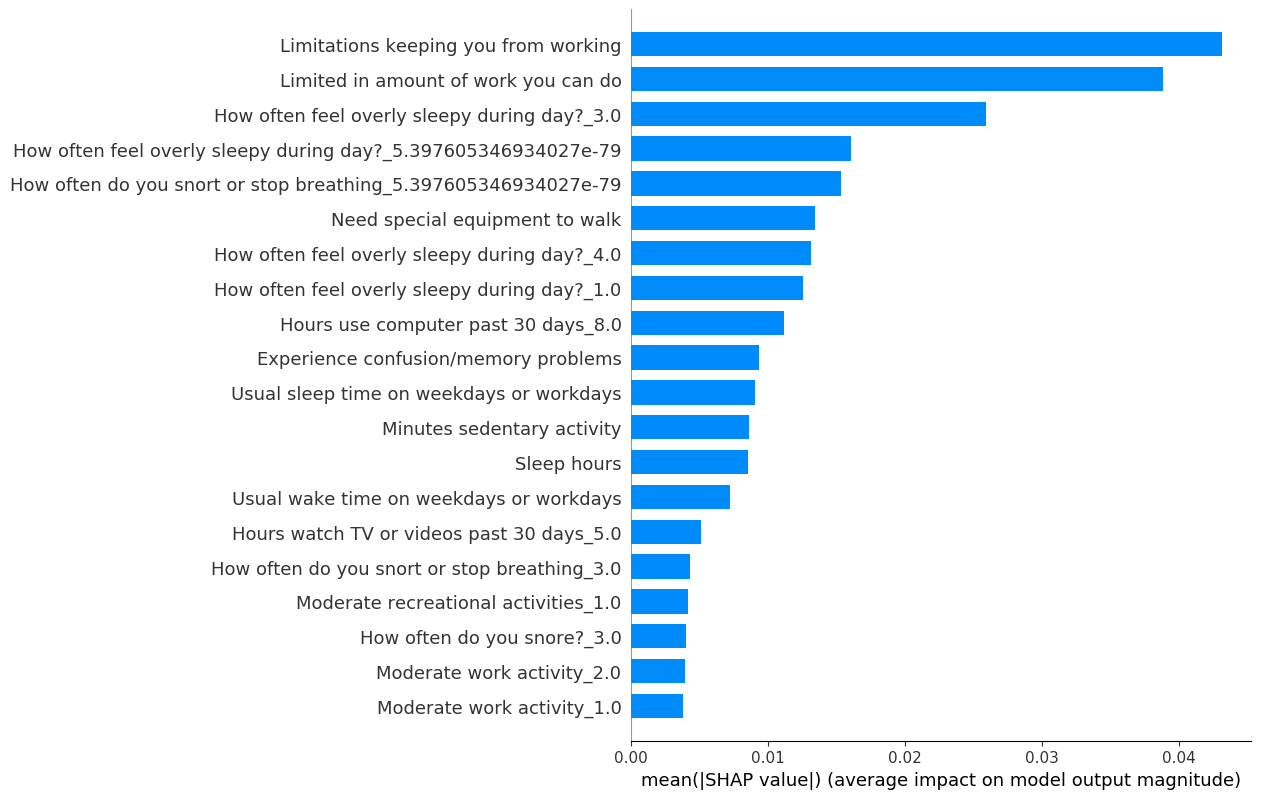 Limitations keeping you from working
Limited in amount of work you can do
How often feel overly sleepy during day?_3.0
How often feel overly sleepy during day?_5.397605346934027e-79
How often do you snort or stop breathing_5.397605346934027e-79
Need special equipment to walk
How often feel overly sleepy during day?_4.0
How often feel overly sleepy during day?_1.0
Hours use computer past 30 days_8.0
Experience confusion/memory problems
Usual sleep time on weekdays or workdays
Minutes sedentary activity
Sleep hours
Usual wake time on weekdays or workdays
Hours watch TV or videos past 30 days_5.0
How often do you snort or stop breathing_3.0
Moderate recreational activities_1.0
How often do you snore?_3.0
Moderate work activity_2.0
Moderate work activity_1.0
0.00 0.01 0.02 0.03 0.04
mean(|SHAP value|) (average impact on model output magnitude)